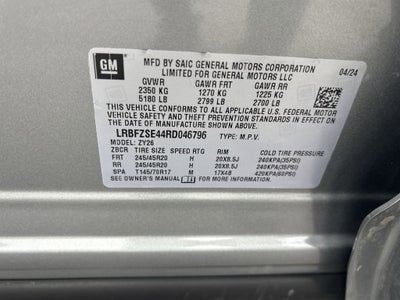 GM
MFD BY SAIC GENERAL MOTORS CORPORATION
LIMITED FOR GENERAL MOTORS LLC
04/24
GVWR GAWR FRT GAWR RR
2350 KG 1270 KG 1225 KG
5180 LB 2799 LB 2700 LB
THIS VEHICLE CONFORMS TO ALL APPLICABLE U.S. FEDERAL MOTOR
VEHICLE SAFETY AND THEFT PREVENTION STANDARDS IN EFFECT ON
THE DATE OF MANUFACTURE SHOWN ABOVE.
LRBFZSE44RD046796 TYPE: M.P.V.
MODEL: ZY26
ZBCR TIRE SIZE SPEED RTG RIM COLD TIRE PRESSURE
FRT 245/45R20 H 20X8.5J 240KPA(35PSI)
RR 245/45R20 H 20X8.5J 240KPA(35PSI)
SPA T145/70R17 M 17X4B 420KPA(60PSI)
SEE OWNER'S MANUAL FOR MORE INFORMATION.